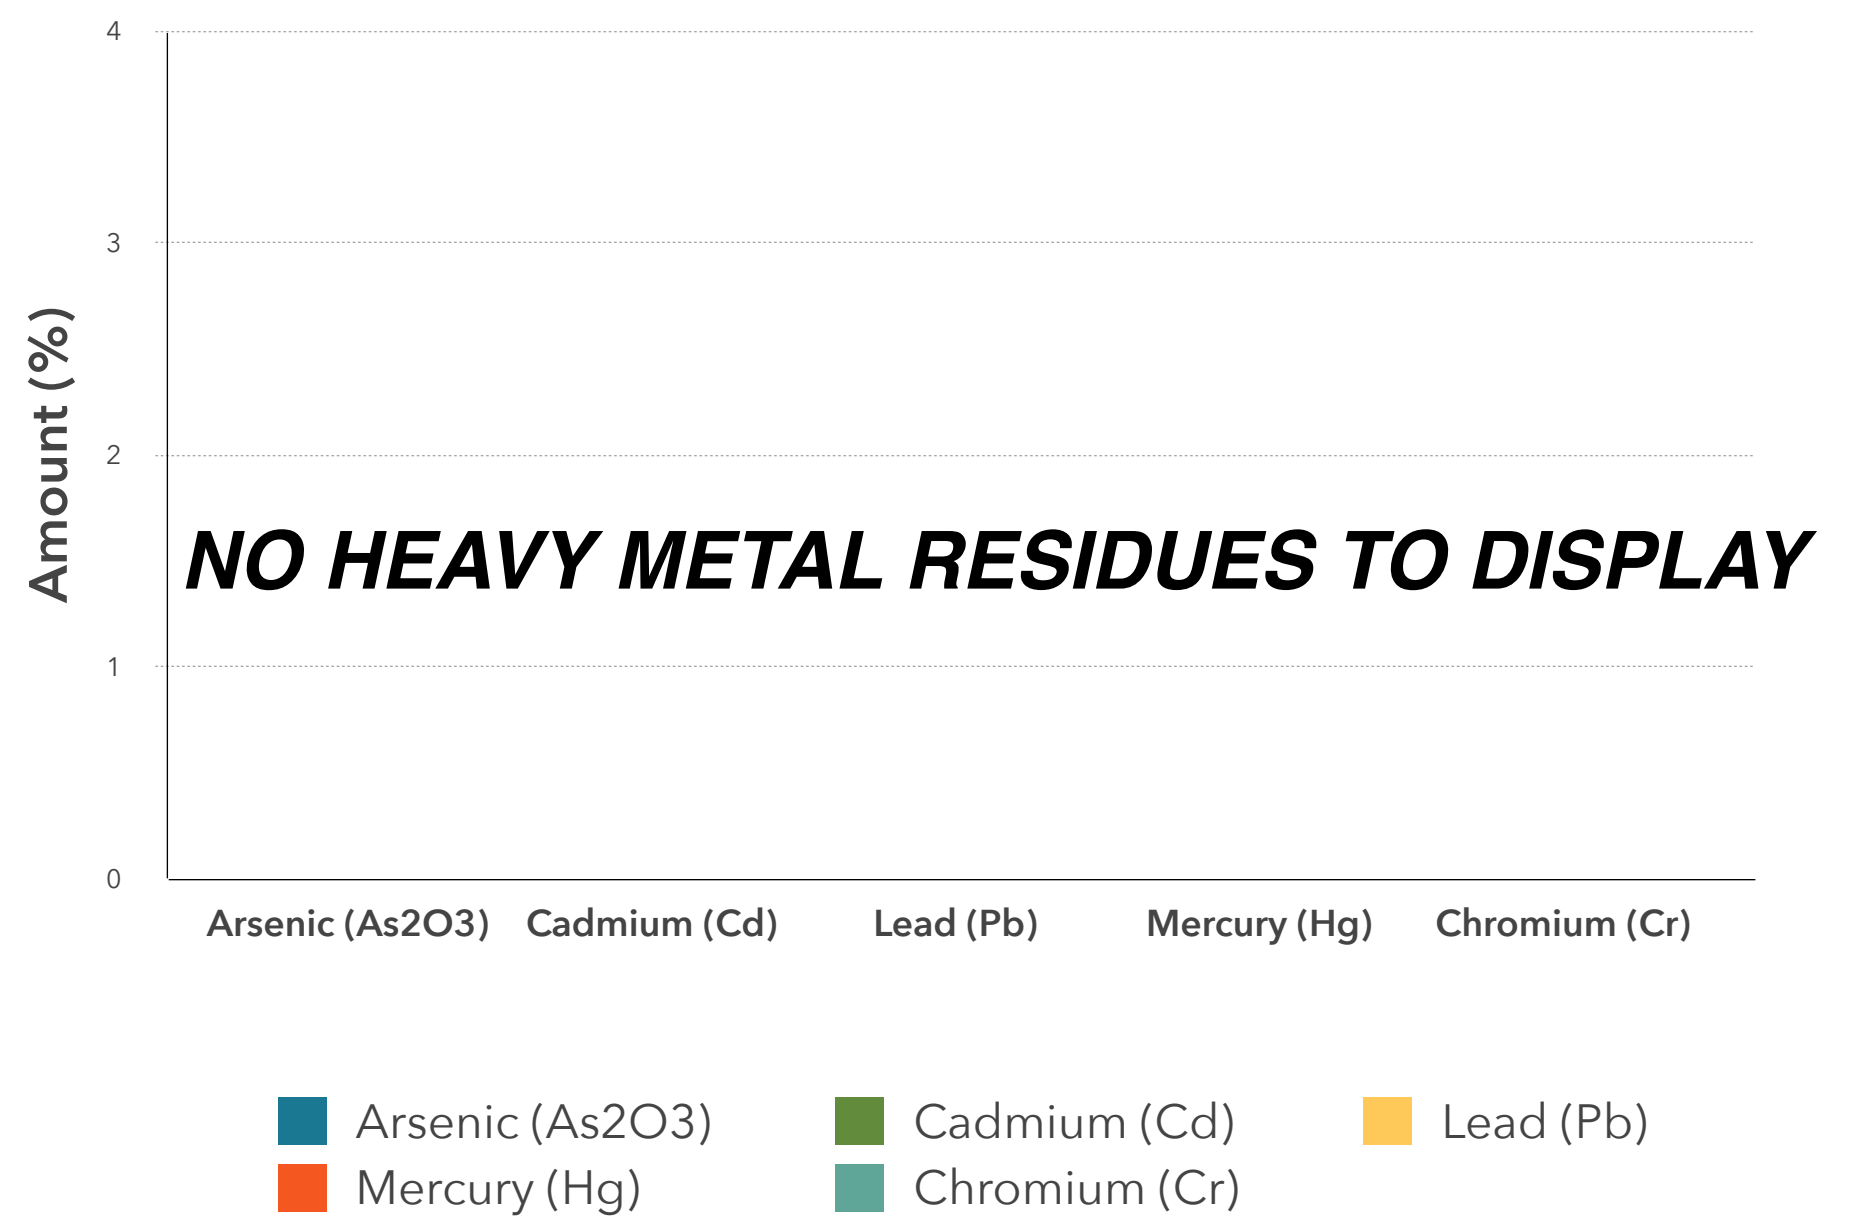 4
3
2
1
0
Amount (%)
NO HEAVY METAL RESIDUES TO DISPLAY
Arsenic (As2O3) Cadmium (Cd) Lead (Pb) Mercury (Hg) Chromium (Cr)
Arsenic (As2O3) Cadmium (Cd) Lead (Pb)
Mercury (Hg) Chromium (Cr)